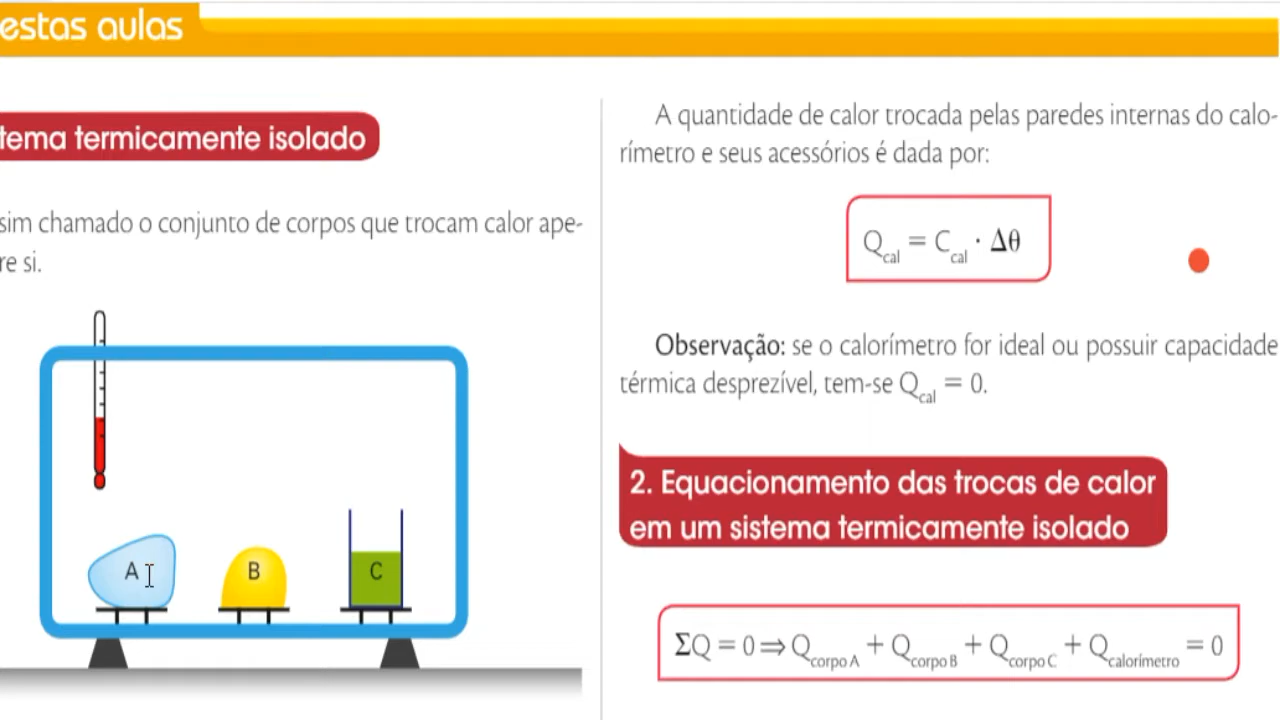 estas aulas
tema termicamente isolado
sim chamado o conjunto de corpos que trocam calor ape-
re si.
A
B
C
A quantidade de calor trocada pelas paredes internas do calo-
rímetro e seus acessórios é dada por:
Q_cal = C_cal · Δθ
Observação: se o calorímetro for ideal ou possuir capacidade
térmica desprezível, tem-se Q_cal = 0.
2. Equacionamento das trocas de calor
em um sistema termicamente isolado
ΣQ = 0 ⇒ Q_corpo A + Q_corpo B + Q_corpo C + Q_calorímetro = 0